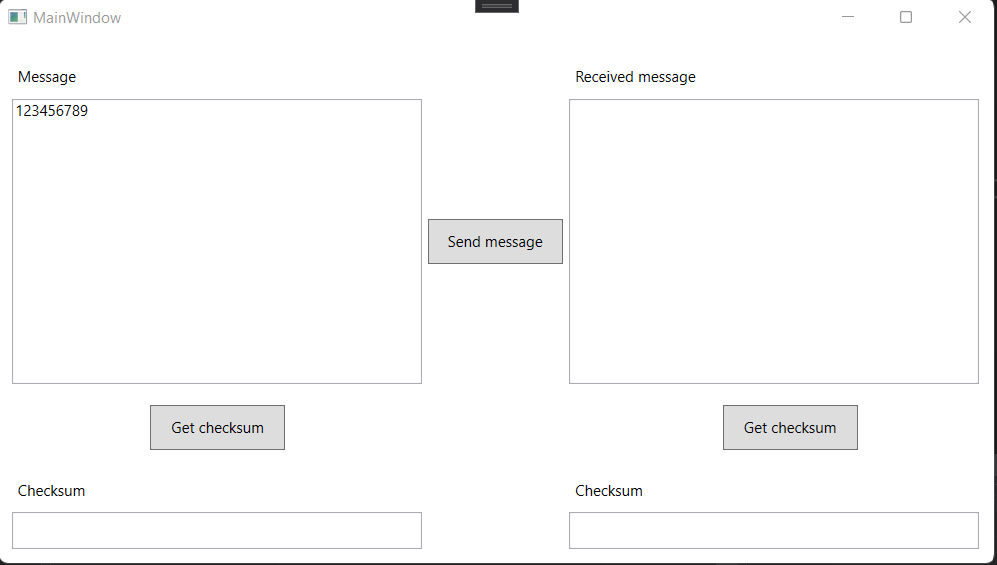 MainWindow
Message
Received message
123456789
Send message
Get checksum
Get checksum
Checksum
Checksum